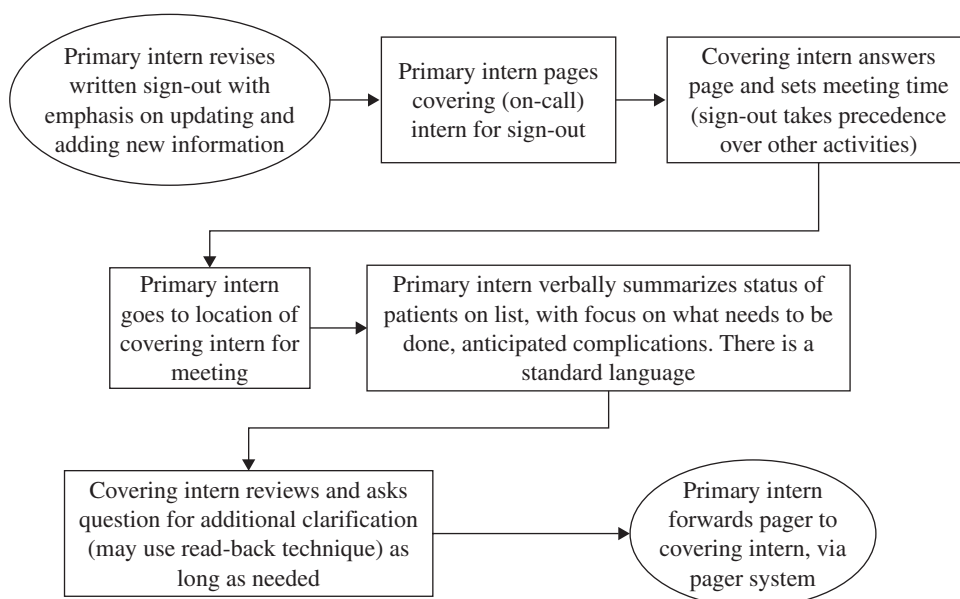 Primary intern revises
written sign-out with
emphasis on updating and
adding new information
Primary intern pages
covering (on-call)
intern for sign-out
Covering intern answers
page and sets meeting time
(sign-out takes precedence
over other activities)
Primary intern
goes to location of
covering intern for
meeting
Primary intern verbally summarizes status of
patients on list, with focus on what needs to be
done, anticipated complications. There is a
standard language
Covering intern reviews and asks
question for additional clarification
(may use read-back technique) as
long as needed
Primary intern
forwards pager to
covering intern, via
pager system